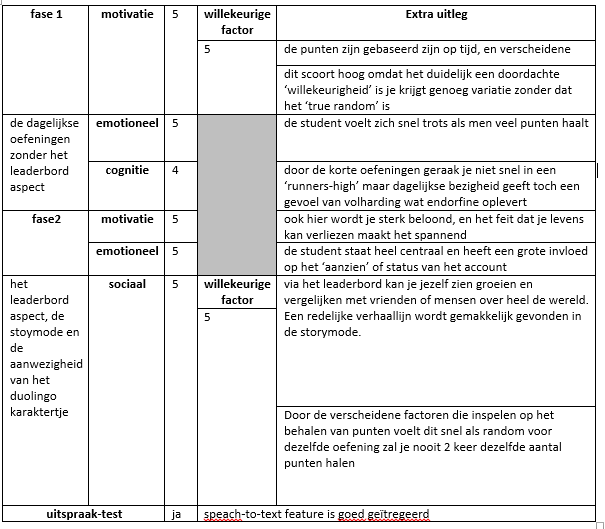 fase 1 motivatie 5 willekeurige Extra uitleg
factor
5 de punten zijn gebaseerd zijn op tijd, en verscheidene
dit scoort hoog omdat het duidelijk een doordachte
‘willekeurigheid’ is je krijgt genoeg variatie zonder dat
het ‘true random’ is
de dagelijkse emotioneel 5 de student voelt zich snel trots als men veel punten haalt
oefeningen
zonder het
leaderbord
aspect
cognitie 4 door de korte oefeningen geraak je niet snel in een
‘runners-high’ maar dagelijkse bezigheid geeft toch een
gevoel van volharding wat endorfine oplevert
fase2 motivatie 5 ook hier wordt je sterk beloond, en het feit dat je levens
kan verliezen maakt het spannend
emotioneel 5 de student staat heel centraal en heeft een grote invloed
op het ‘aanzien’ of status van het account
het sociaal 5 willekeurige via het leaderbord kan je jezelf zien groeien en
leaderbord factor vergelijken met vrienden of mensen over heel de wereld.
aspect, de 5 Een redelijke verhaallijn wordt gemakkelijk gevonden in
stoymode en de storymode.
de
aanwezigheid
van het
duolingo
karaktertje
Door de verscheidene factoren die inspelen op het
behalen van punten voelt dit snel als random voor
dezelfde oefening zal je nooit 2 keer dezelfde aantal
punten halen
uitspraak-test ja speach-to-text feature is goed geïtregeerd